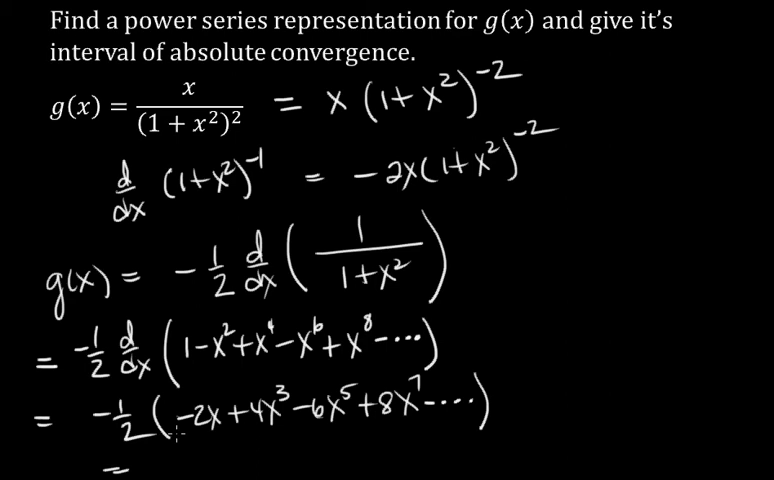 Find a power series representation for g(x) and give it's
interval of absolute convergence.
g(x) = x / (1 + x²)² = x (1 + x²)⁻²
d/dx (1+x²)⁻¹ = -2x(1+x²)⁻²
g(x) = -1/2 d/dx (1 / 1+x²)
= -1/2 d/dx (1-x²+x⁴-x⁶+x⁸-....)
= -1/2 (-2x+4x³-6x⁵+8x⁷-....)
=